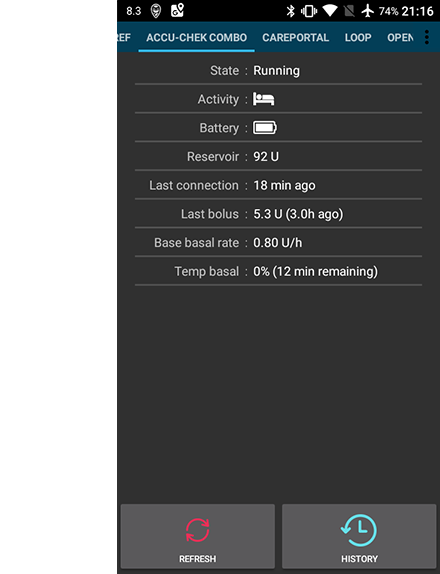 8.3 74% 21:16
REF ACCU-CHEK COMBO CAREPORTAL LOOP OPEN
State : Running
Activity :
Battery :
Reservoir : 92 U
Last connection : 18 min ago
Last bolus : 5.3 U (3.0h ago)
Base basal rate : 0.80 U/h
Temp basal : 0% (12 min remaining)
REFRESH HISTORY